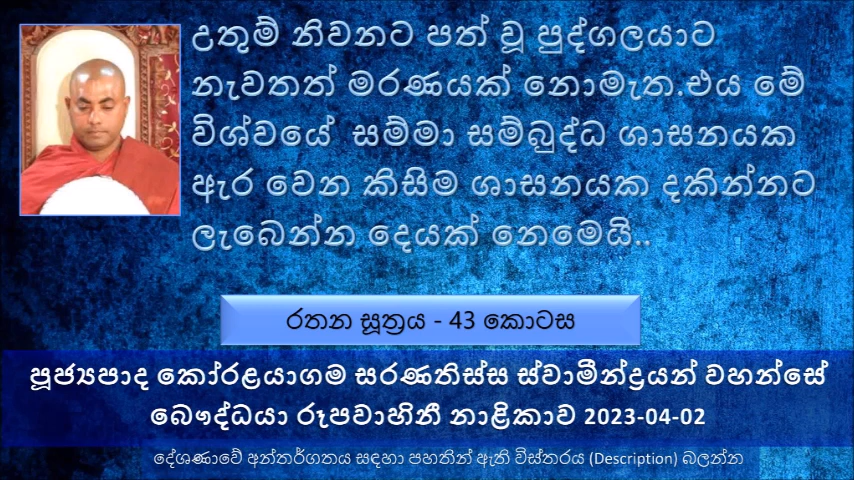 උතුම් නිවනට පත් වූ පුද්ගලයාට
නැවතත් මරණයක් නොමැත.එය මේ
විශ්වයේ සම්මා සම්බුද්ධ ශාසනයක
ඇර වෙන කිසිම ශාසනයක දකින්නට
ලැබෙන්න දෙයක් නෙමෙයි..
රතන සූත්‍රය - 43 කොටස
පූජ්‍යපාද කෝරළයාගම සරණතිස්ස ස්වාමීන්ද්‍රයන් වහන්සේ
බෞද්ධයා රූපවාහිනී නාළිකාව 2023-04-02
දේශණාවේ අන්තර්ගතය සඳහා පහතින් ඇති විස්තරය (Description) බලන්න